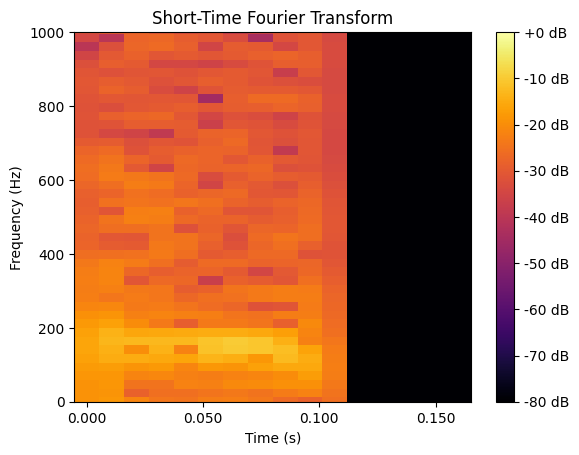 Short-Time Fourier Transform
1000
800
600
400
200
0
Frequency (Hz)
0.000
0.050
0.100
0.150
Time (s)
+0 dB
-10 dB
-20 dB
-30 dB
-40 dB
-50 dB
-60 dB
-70 dB
-80 dB